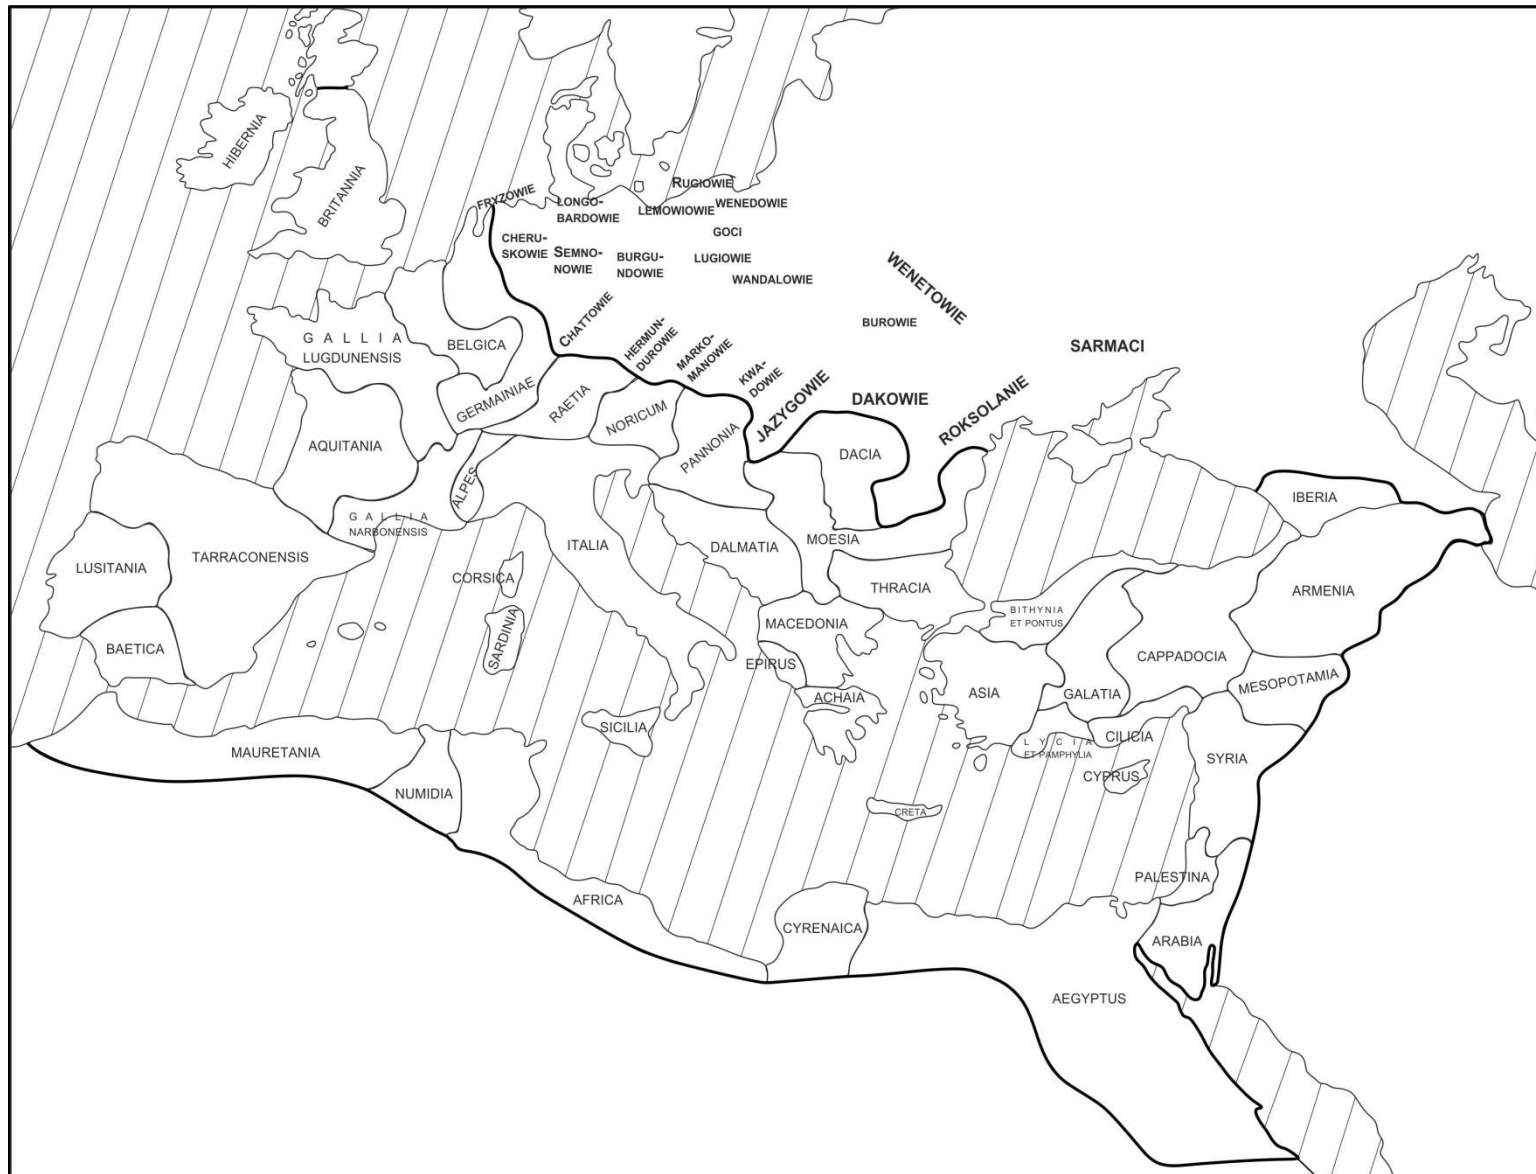 HIBERNIA
BRITANNIA
FRYZOWIE
LONGO-
BARDOWIE
RUGIOWIE
LEMOWIOWIE
WENEDOWIE
GOCI
CHERU-
SKOWIE
SEMNO-
NOWIE
BURGU-
NDOWIE
LUGIOWIE
WANDALOWIE
WENETOWIE
BUROWIE
SARMACI
CHATTOWIE
HERMUN-
DUROWIE
MARKO-
MANOWIE
KWA-
DOWIE
JAZYGOWIE
DAKOWIE
ROKSOLANIE
GALLIA
LUGDUNENSIS
BELGICA
GERMAINIAE
RAETIA
NORICUM
PANNONIA
DACIA
AQUITANIA
ALPES
GALLIA
NARBONENSIS
ITALIA
DALMATIA
MOESIA
THRACIA
IBERIA
ARMENIA
LUSITANIA
TARRACONENSIS
BAETICA
CORSICA
SARDINIA
MACEDONIA
EPIRUS
ACHAIA
BITHYNIA
ET PONTUS
ASIA
GALATIA
CAPPADOCIA
MESOPOTAMIA
SICILIA
LYCIA
ET PAMPHYLIA
CILICIA
CYPRUS
SYRIA
MAURETANIA
NUMIDIA
CRETA
PALESTINA
AFRICA
CYRENAICA
ARABIA
AEGYPTUS